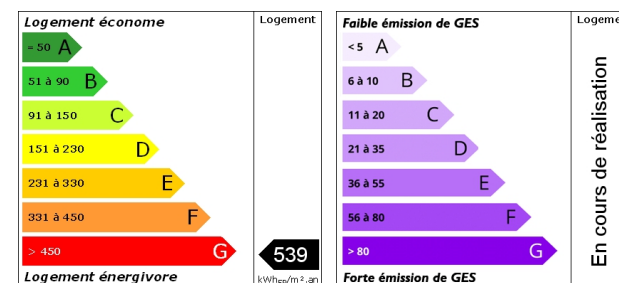 Logement économe
Logement
= 50 A
51 à 90 B
91 à 150 C
151 à 230 D
231 à 330 E
331 à 450 F
> 450 G
539
kWhEP/m².an
Logement énergivore
Faible émission de GES
Logeme
< 5 A
6 à 10 B
11 à 20 C
21 à 35 D
36 à 55 E
56 à 80 F
> 80 G
En cours de réalisation
Forte émission de GES